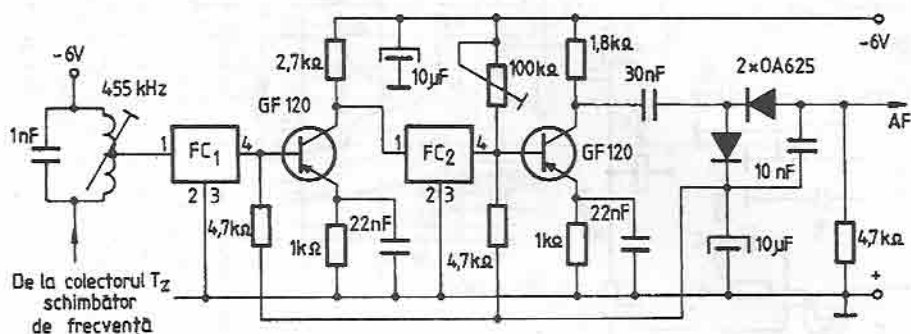 -6V
455 kHz
1nF
1
FC1
4
2
3
De la colectorul Tz
schimbător
de frecvență
2,7kΩ
GF 120
4,7kΩ
1kΩ
22nF
10µF
1
FC2
4
2
3
100kΩ
4,7kΩ
1,8kΩ
GF 120
1kΩ
22nF
30nF
2×OA625
10 nF
10µF
4,7kΩ
-6V
AF
+
-6V